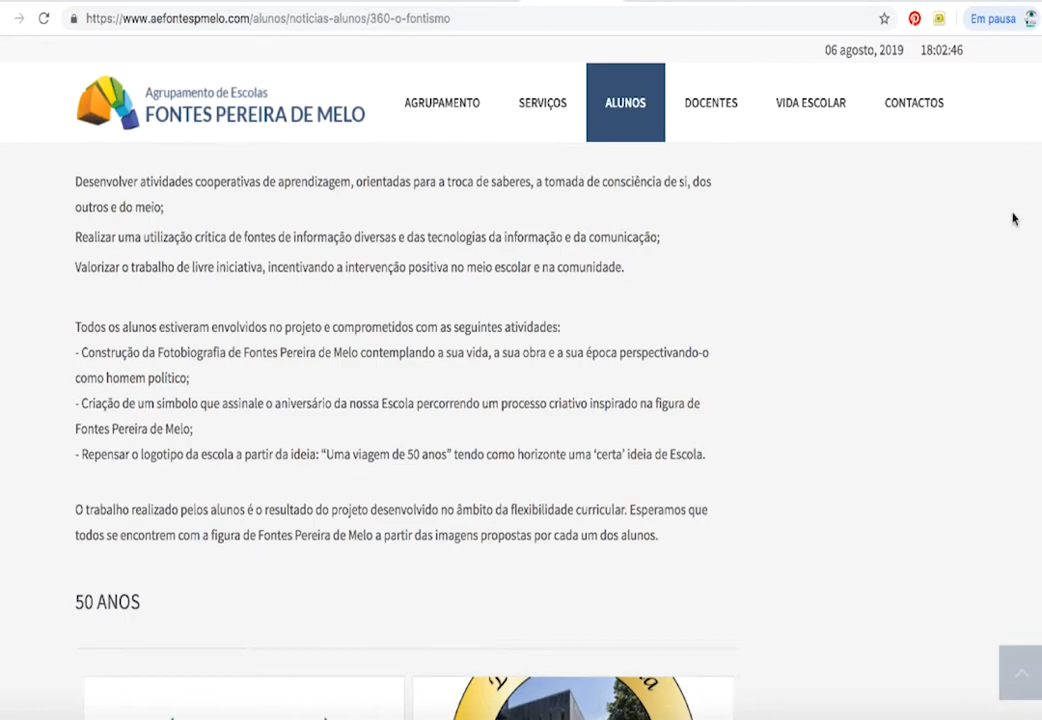 https://www.aefontespmelo.com/alunos/noticias-alunos/360-o-fontismo
Em pausa
06 agosto, 2019 18:02:46
Agrupamento de Escolas
FONTES PEREIRA DE MELO
AGRUPAMENTO SERVIÇOS ALUNOS DOCENTES VIDA ESCOLAR CONTACTOS
Desenvolver atividades cooperativas de aprendizagem, orientadas para a troca de saberes, a tomada de consciência de si, dos
outros e do meio;
Realizar uma utilização crítica de fontes de informação diversas e das tecnologias da informação e da comunicação;
Valorizar o trabalho de livre iniciativa, incentivando a intervenção positiva no meio escolar e na comunidade.
Todos os alunos estiveram envolvidos no projeto e comprometidos com as seguintes atividades:
- Construção da Fotobiografia de Fontes Pereira de Melo contemplando a sua vida, a sua obra e a sua época perspectivando-o
como homem político;
- Criação de um símbolo que assinale o aniversário da nossa Escola percorrendo um processo criativo inspirado na figura de
Fontes Pereira de Melo;
- Repensar o logotipo da escola a partir da ideia: “Uma viagem de 50 anos” tendo como horizonte uma ‘certa’ ideia de Escola.
O trabalho realizado pelos alunos é o resultado do projeto desenvolvido no âmbito da flexibilidade curricular. Esperamos que
todos se encontrem com a figura de Fontes Pereira de Melo a partir das imagens propostas por cada um dos alunos.
50 ANOS